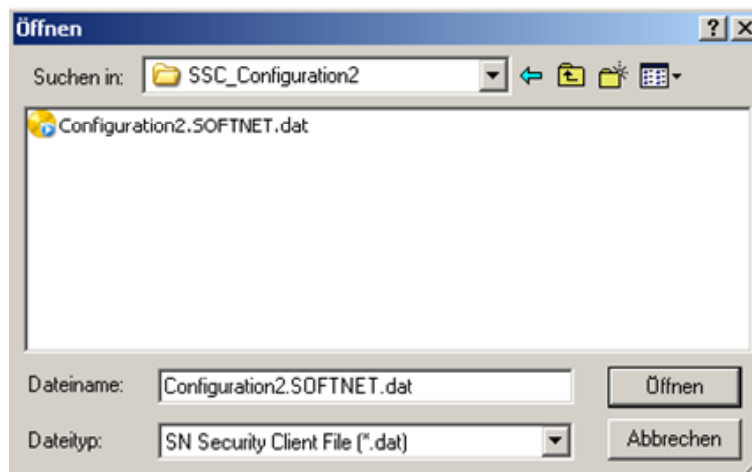 Öffnen
Suchen in: SSC_Configuration2
Configuration2.SOFTNET.dat
Dateiname: Configuration2.SOFTNET.dat Öffnen
Dateityp: SN Security Client File (*.dat) Abbrechen